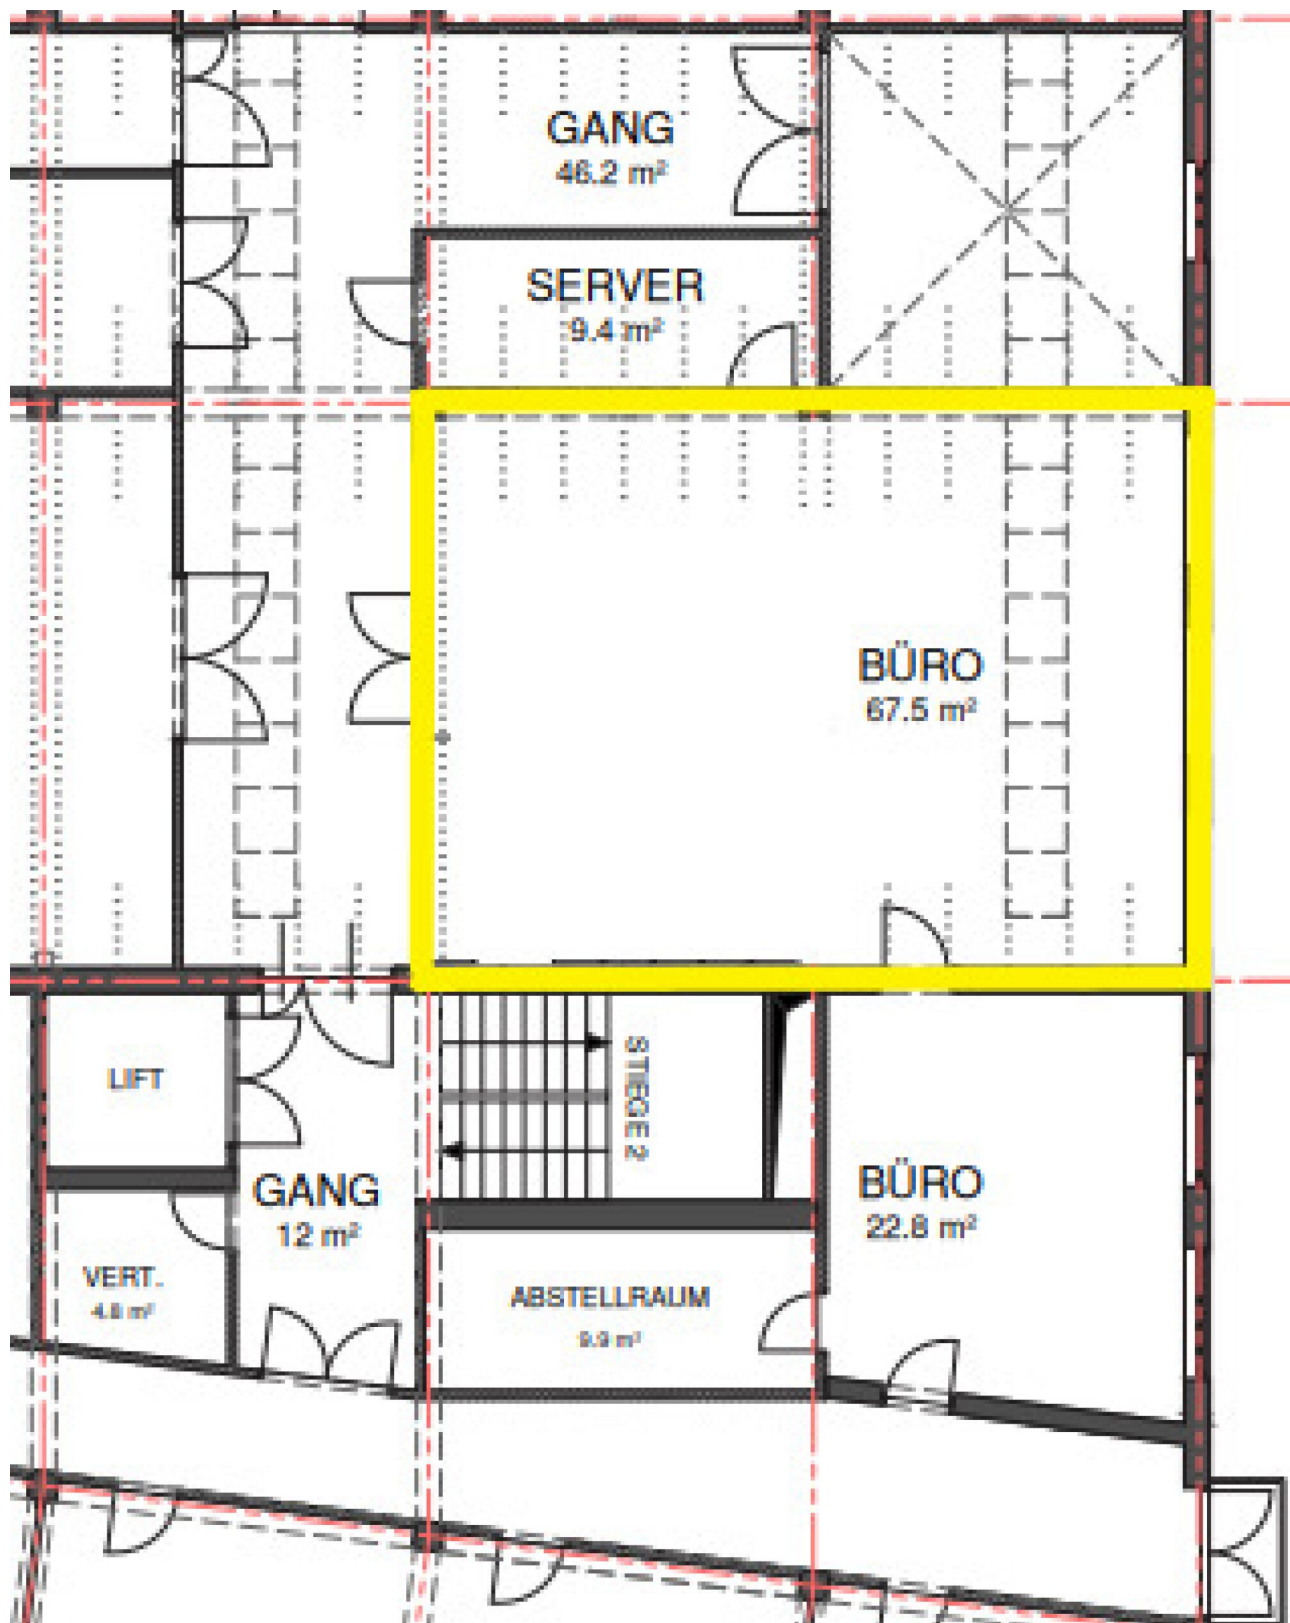 GANG
46.2 m²
SERVER
9.4 m²
BÜRO
67.5 m²
LIFT
STIEGE 2
GANG
12 m²
BÜRO
22.8 m²
VERT.
4.8 m²
ABSTELLRAUM
9.9 m²